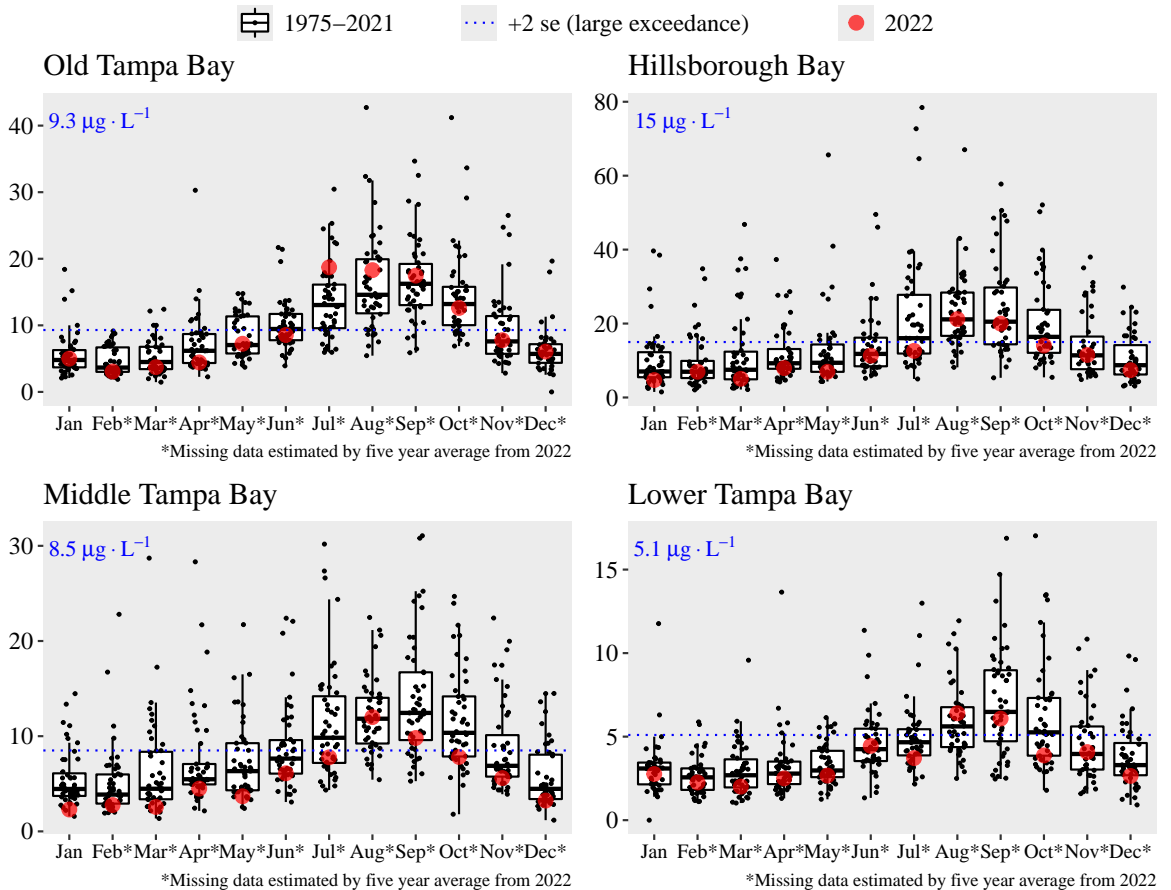 1975–2021 +2 se (large exceedance) 2022
Old Tampa Bay
9.3 μg · L⁻¹
40
30
20
10
0
Jan Feb* Mar* Apr* May* Jun* Jul* Aug* Sep* Oct* Nov* Dec*
*Missing data estimated by five year average from 2022
Hillsborough Bay
15 μg · L⁻¹
80
60
40
20
0
Jan Feb* Mar* Apr* May* Jun* Jul* Aug* Sep* Oct* Nov* Dec*
*Missing data estimated by five year average from 2022
Middle Tampa Bay
8.5 μg · L⁻¹
30
20
10
0
Jan Feb* Mar* Apr* May* Jun* Jul* Aug* Sep* Oct* Nov* Dec*
*Missing data estimated by five year average from 2022
Lower Tampa Bay
5.1 μg · L⁻¹
15
10
5
0
Jan Feb* Mar* Apr* May* Jun* Jul* Aug* Sep* Oct* Nov* Dec*
*Missing data estimated by five year average from 2022